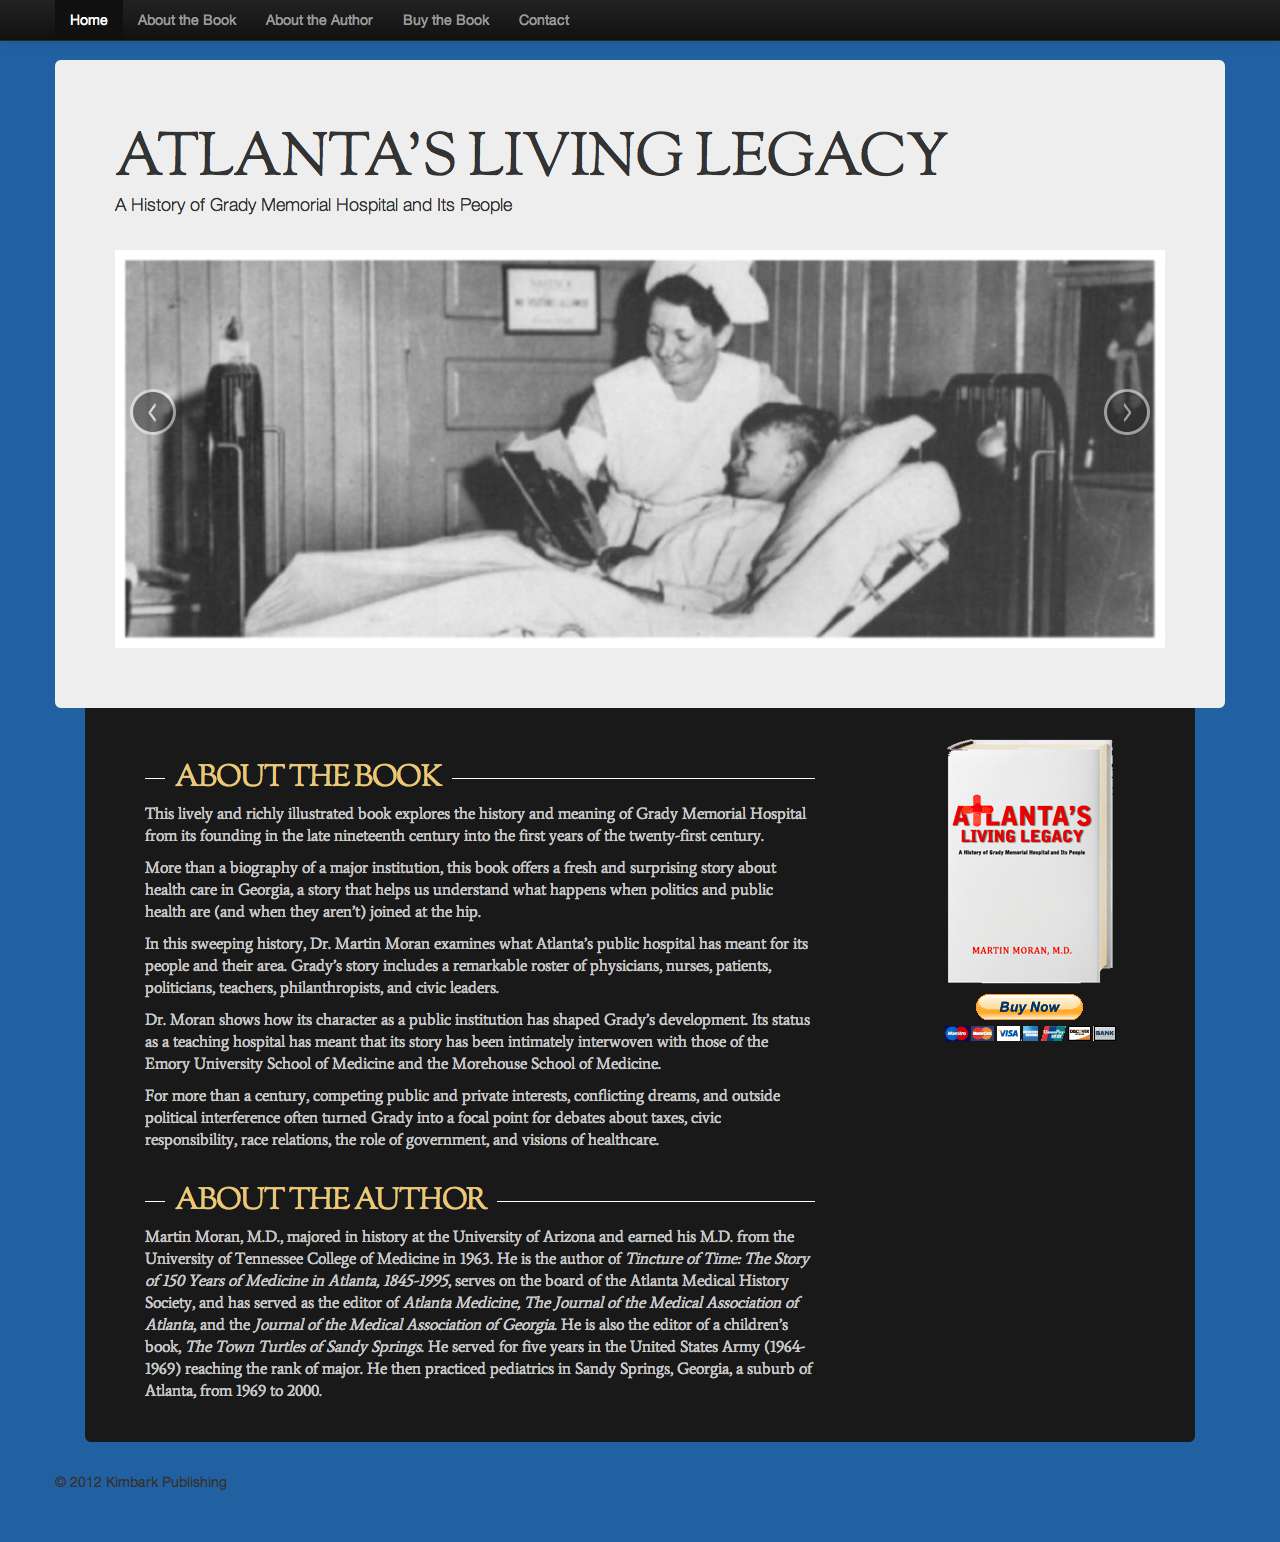 Home About the Book About the Author Buy the Book Contact
ATLANTA’S LIVING LEGACY
A History of Grady Memorial Hospital and Its People
ABOUT THE BOOK
This lively and richly illustrated book explores the history and meaning of Grady Memorial Hospital
from its founding in the late nineteenth century into the first years of the twenty-first century.
More than a biography of a major institution, this book offers a fresh and surprising story about
health care in Georgia, a story that helps us understand what happens when politics and public
health are (and when they aren’t) joined at the hip.
In this sweeping history, Dr. Martin Moran examines what Atlanta’s public hospital has meant for its
people and their area. Grady’s story includes a remarkable roster of physicians, nurses, patients,
politicians, teachers, philanthropists, and civic leaders.
Dr. Moran shows how its character as a public institution has shaped Grady’s development. Its status
as a teaching hospital has meant that its story has been intimately interwoven with those of the
Emory University School of Medicine and the Morehouse School of Medicine.
For more than a century, competing public and private interests, conflicting dreams, and outside
political interference often turned Grady into a focal point for debates about taxes, civic
responsibility, race relations, the role of government, and visions of healthcare.
ABOUT THE AUTHOR
Martin Moran, M.D., majored in history at the University of Arizona and earned his M.D. from the
University of Tennessee College of Medicine in 1963. He is the author of Tincture of Time: The Story
of 150 Years of Medicine in Atlanta, 1845-1995, serves on the board of the Atlanta Medical History
Society, and has served as the editor of Atlanta Medicine, The Journal of the Medical Association of
Atlanta, and the Journal of the Medical Association of Georgia. He is also the editor of a children’s
book, The Town Turtles of Sandy Springs. He served for five years in the United States Army (1964-
1969) reaching the rank of major. He then practiced pediatrics in Sandy Springs, Georgia, a suburb of
Atlanta, from 1969 to 2000.
ATLANTA’S
LIVING LEGACY
A History of Grady Memorial Hospital and Its People
MARTIN MORAN, M.D.
Buy Now
Maestro MasterCard VISA DISCOVER BANK
© 2012 Kimbark Publishing